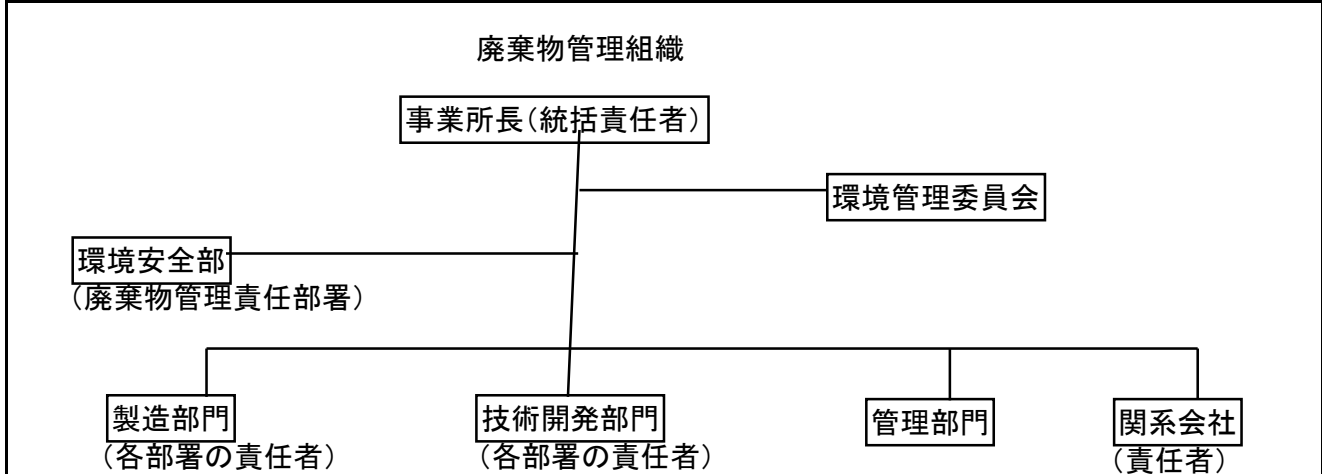 廃棄物管理組織
事業所長(統括責任者)
環境管理委員会
環境安全部
(廃棄物管理責任部署)
製造部門
(各部署の責任者)
技術開発部門
(各部署の責任者)
管理部門
関系会社
(責任者)